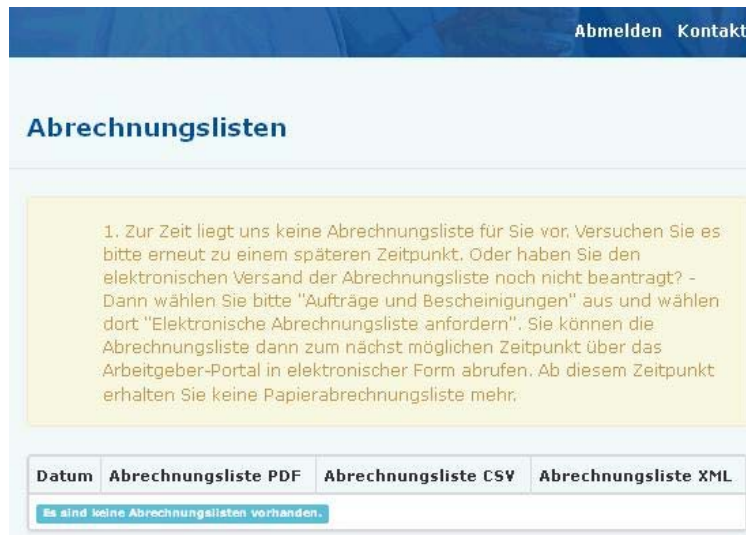 Abmelden Kontakt
Abrechnungslisten
1. Zur Zeit liegt uns keine Abrechnungsliste für Sie vor. Versuchen Sie es
bitte erneut zu einem späteren Zeitpunkt. Oder haben Sie den
elektronischen Versand der Abrechnungsliste noch nicht beantragt? -
Dann wählen Sie bitte "Aufträge und Bescheinigungen" aus und wählen
dort "Elektronische Abrechnungsliste anfordern". Sie können die
Abrechnungsliste dann zum nächst möglichen Zeitpunkt über das
Arbeitgeber-Portal in elektronischer Form abrufen. Ab diesem Zeitpunkt
erhalten Sie keine Papierabrechnungsliste mehr.
Datum Abrechnungsliste PDF Abrechnungsliste CSV Abrechnungsliste XML
Es sind keine Abrechnungslisten vorhanden.